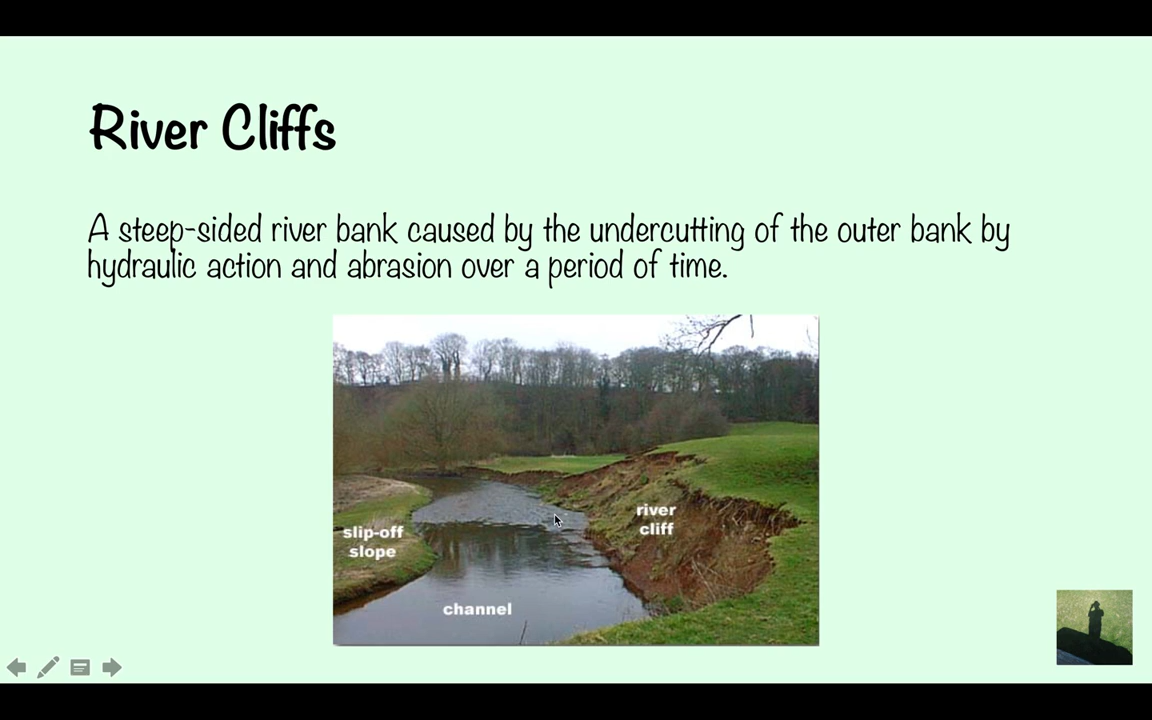 River Cliffs
A steep-sided river bank caused by the undercutting of the outer bank by
hydraulic action and abrasion over a period of time.
river
cliff
slip-off
slope
channel